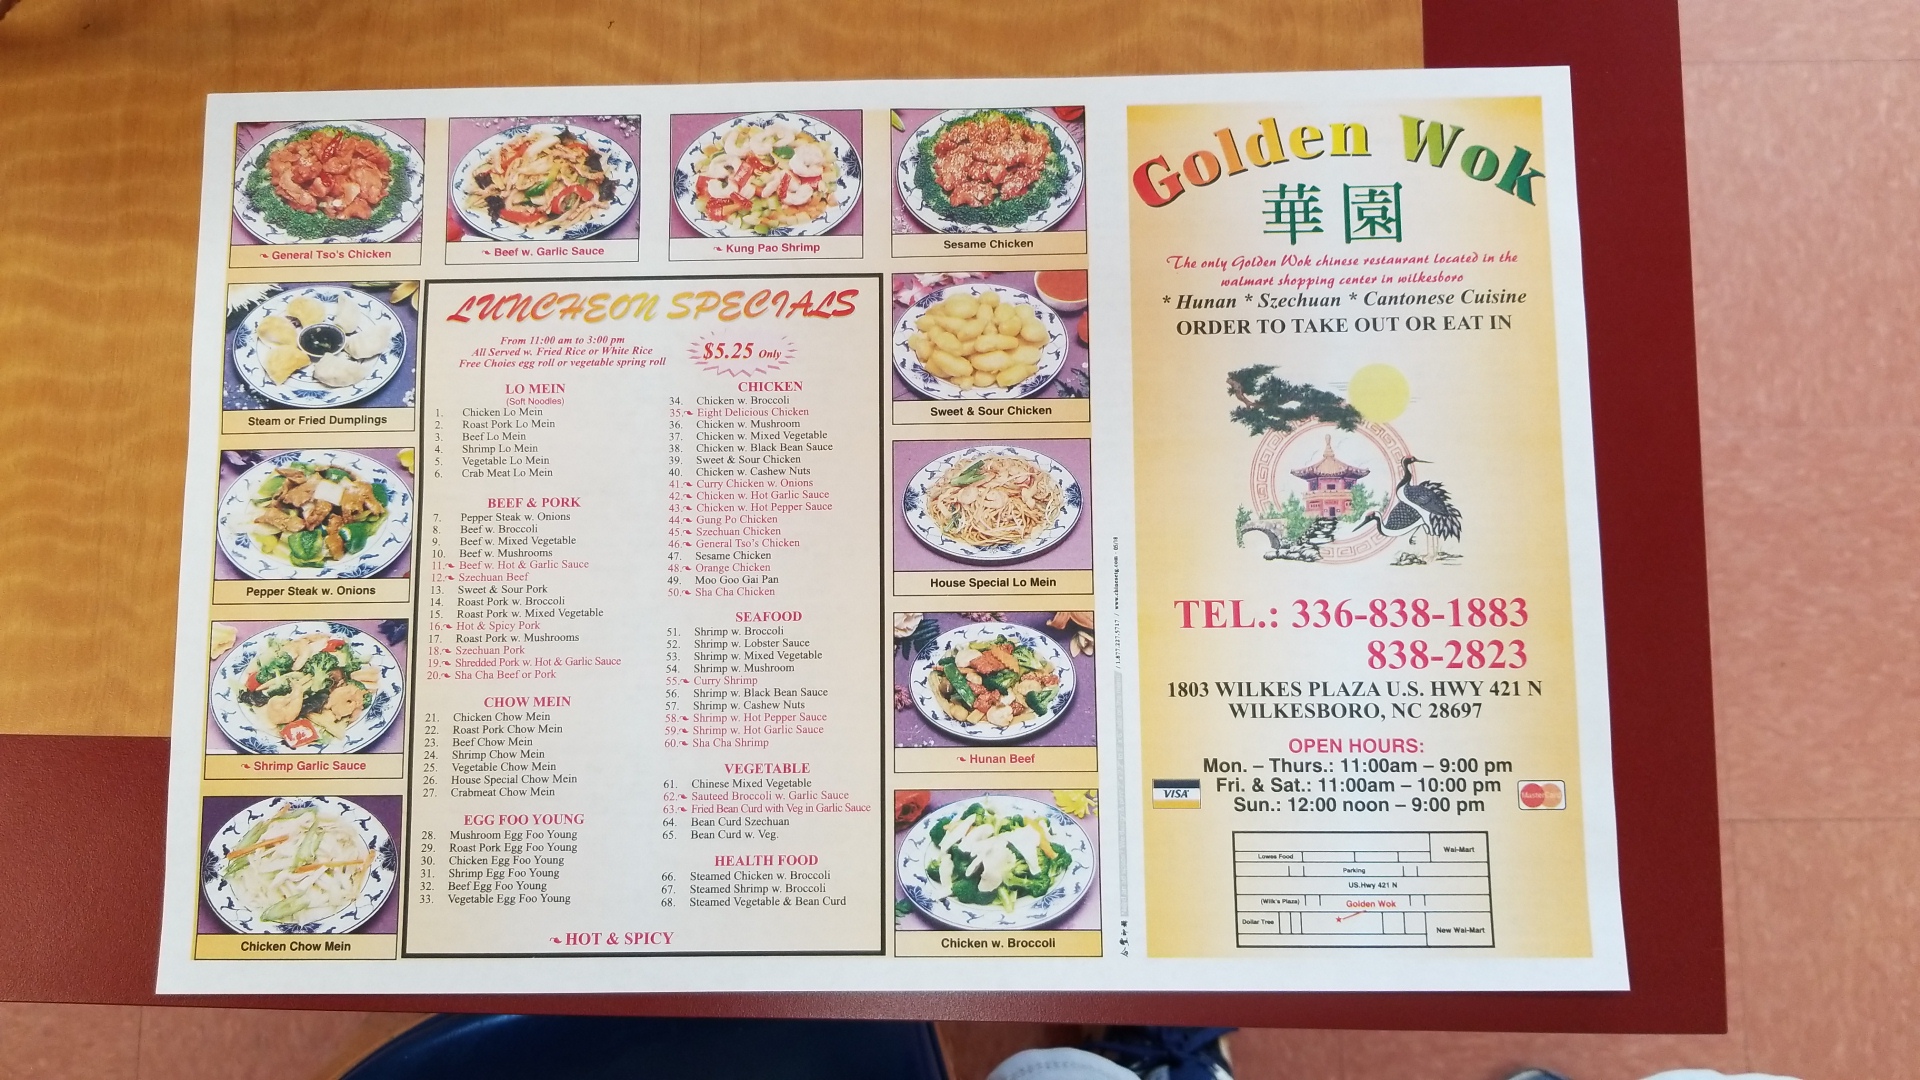 General Tso's Chicken
Beef w. Garlic Sauce
Kung Pao Shrimp
Sesame Chicken
Steam or Fried Dumplings
Pepper Steak w. Onions
Shrimp Garlic Sauce
Chicken Chow Mein
LUNCHEON SPECIALS
From 11:00 am to 3:00 pm
All Served w. Fried Rice or White Rice
Free Choies egg roll or vegetable spring roll
$5.25 Only
LO MEIN
(Soft Noodles)
1. Chicken Lo Mein
2. Roast Pork Lo Mein
3. Beef Lo Mein
4. Shrimp Lo Mein
5. Vegetable Lo Mein
6. Crab Meat Lo Mein
BEEF & PORK
7. Pepper Steak w. Onions
8. Beef w. Broccoli
9. Beef w. Mixed Vegetable
10. Beef w. Mushrooms
11. Beef w. Hot & Garlic Sauce
12. Szechuan Beef
13. Sweet & Sour Pork
14. Roast Pork w. Broccoli
15. Roast Pork w. Mixed Vegetable
16. Hot & Spicy Pork
17. Roast Pork w. Mushrooms
18. Szechuan Pork
19. Shredded Pork w. Hot & Garlic Sauce
20. Sha Cha Beef or Pork
CHOW MEIN
21. Chicken Chow Mein
22. Roast Pork Chow Mein
23. Beef Chow Mein
24. Shrimp Chow Mein
25. Vegetable Chow Mein
26. House Special Chow Mein
27. Crabmeat Chow Mein
EGG FOO YOUNG
28. Mushroom Egg Foo Young
29. Roast Pork Egg Foo Young
30. Chicken Egg Foo Young
31. Shrimp Egg Foo Young
32. Beef Egg Foo Young
33. Vegetable Egg Foo Young
CHICKEN
34. Chicken w. Broccoli
35. Eight Delicious Chicken
36. Chicken w. Mushroom
37. Chicken w. Mixed Vegetable
38. Chicken w. Black Bean Sauce
39. Sweet & Sour Chicken
40. Chicken w. Cashew Nuts
41. Curry Chicken w. Onions
42. Chicken w. Hot Garlic Sauce
43. Chicken w. Hot Pepper Sauce
44. Gung Po Chicken
45. Szechuan Chicken
46. General Tso's Chicken
47. Sesame Chicken
48. Orange Chicken
49. Moo Goo Gai Pan
50. Sha Cha Chicken
SEAFOOD
51. Shrimp w. Broccoli
52. Shrimp w. Lobster Sauce
53. Shrimp w. Mixed Vegetable
54. Shrimp w. Mushroom
55. Curry Shrimp
56. Shrimp w. Black Bean Sauce
57. Shrimp w. Cashew Nuts
58. Shrimp w. Hot Pepper Sauce
59. Shrimp w. Hot Garlic Sauce
60. Sha Cha Shrimp
VEGETABLE
61. Chinese Mixed Vegetable
62. Sauteed Broccoli w. Garlic Sauce
63. Fried Bean Curd with Veg in Garlic Sauce
64. Bean Curd Szechuan
65. Bean Curd w. Veg.
HEALTH FOOD
66. Steamed Chicken w. Broccoli
67. Steamed Shrimp w. Broccoli
68. Steamed Vegetable & Bean Curd
HOT & SPICY
Sweet & Sour Chicken
House Special Lo Mein
Hunan Beef
Chicken w. Broccoli
Golden Wok
華園
The only Golden Wok chinese restaurant located in the
walmart shopping center in wilkesboro
* Hunan * Szechuan * Cantonese Cuisine
ORDER TO TAKE OUT OR EAT IN
TEL.: 336-838-1883
838-2823
1803 WILKES PLAZA U.S. HWY 421 N
WILKESBORO, NC 28697
OPEN HOURS:
Mon. – Thurs.: 11:00am – 9:00 pm
Fri. & Sat.: 11:00am – 10:00 pm
Sun.: 12:00 noon – 9:00 pm
VISA
MasterCard
Wal-Mart
Lowes Food
Parking
US.Hwy 421 N
(Wilk's Plaza)
Golden Wok
Dollar Tree
New Wal-Mart